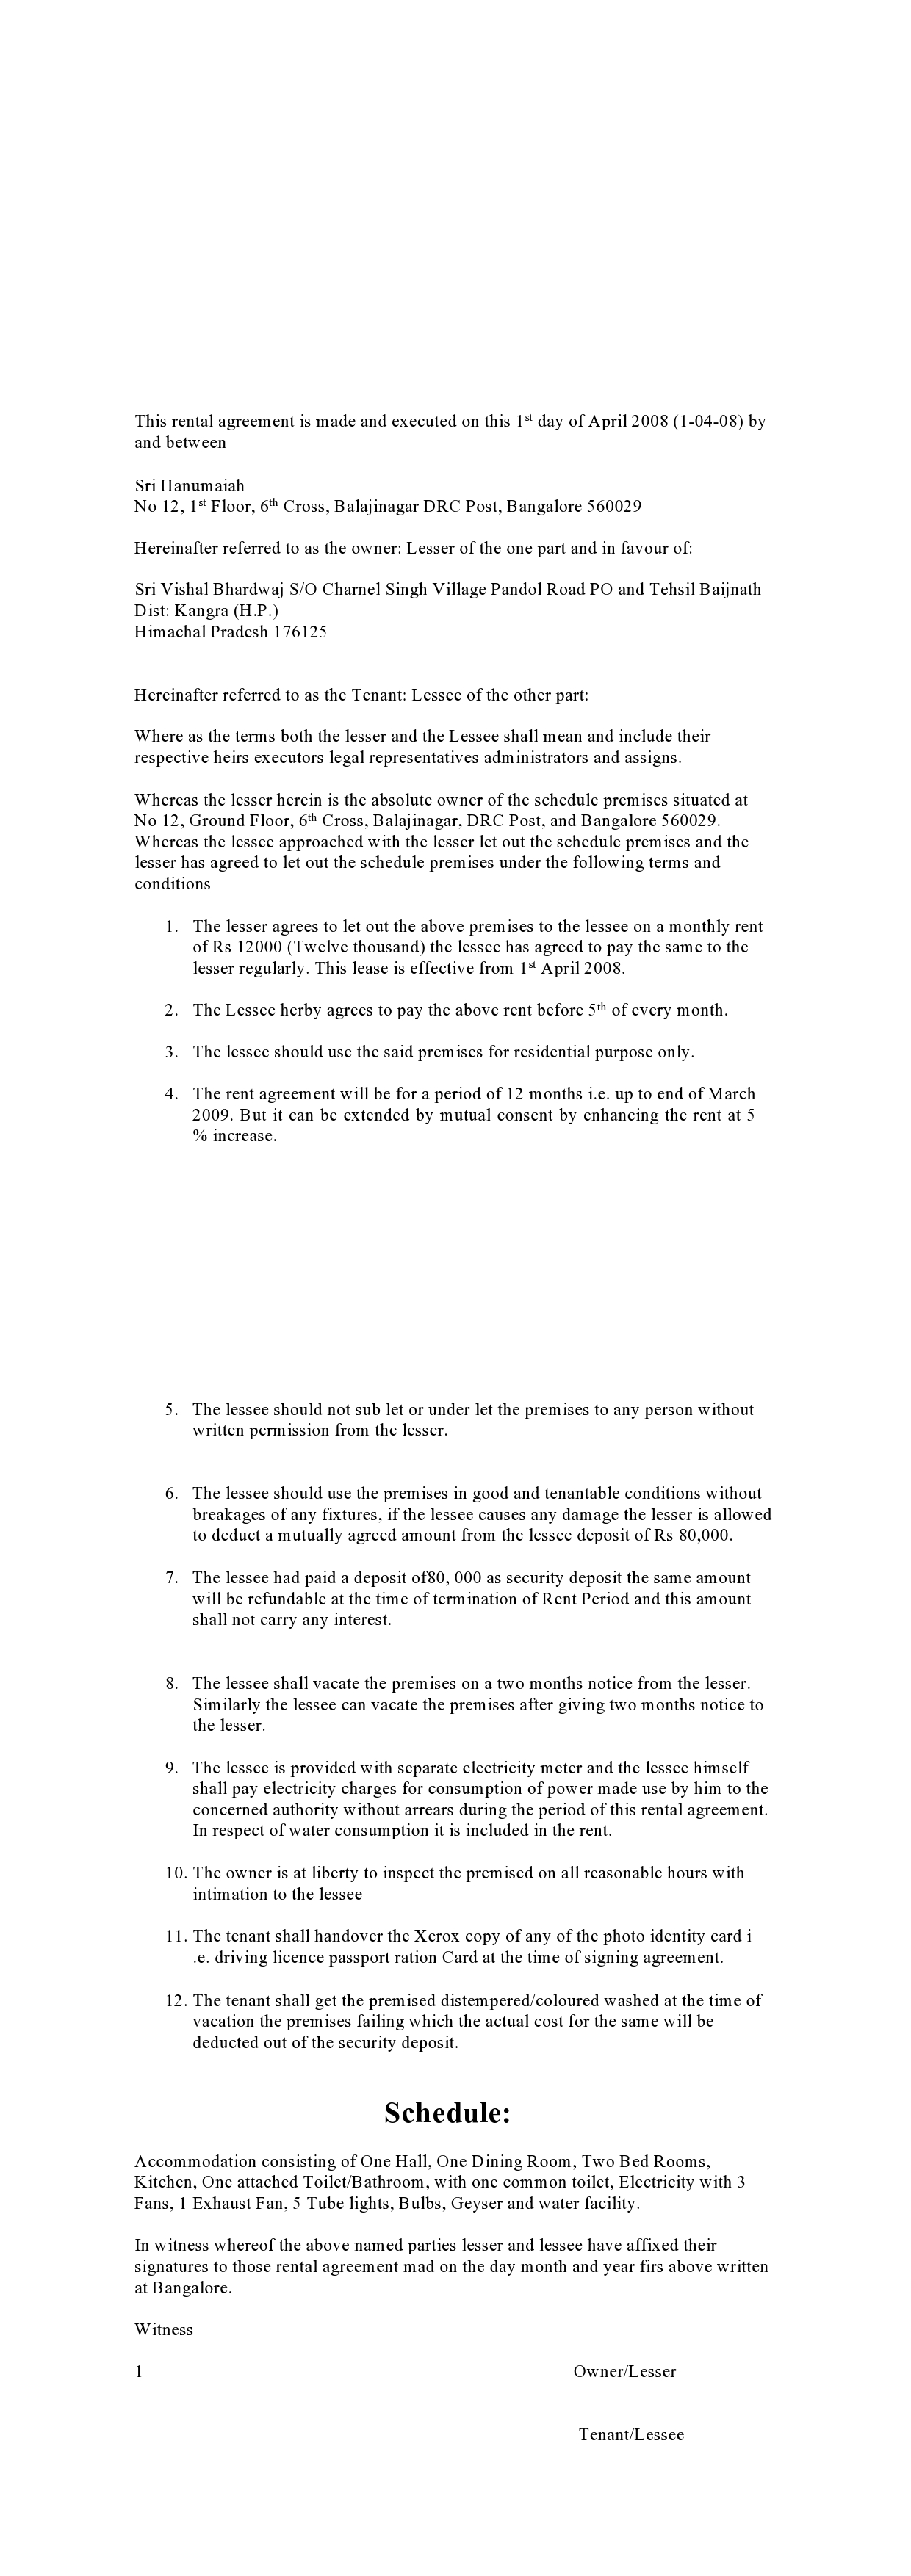 This rental agreement is made and executed on this 1st day of April 2008 (1-04-08) by
and between
Sri Hanumaiah
No 12, 1st Floor, 6th Cross, Balajinagar DRC Post, Bangalore 560029
Hereinafter referred to as the owner: Lesser of the one part and in favour of:
Sri Vishal Bhardwaj S/O Charnel Singh Village Pandol Road PO and Tehsil Baijnath
Dist: Kangra (H.P.)
Himachal Pradesh 176125
Hereinafter referred to as the Tenant: Lessee of the other part:
Where as the terms both the lesser and the Lessee shall mean and include their
respective heirs executors legal representatives administrators and assigns.
Whereas the lesser herein is the absolute owner of the schedule premises situated at
No 12, Ground Floor, 6th Cross, Balajinagar, DRC Post, and Bangalore 560029.
Whereas the lessee approached with the lesser let out the schedule premises and the
lesser has agreed to let out the schedule premises under the following terms and
conditions
1. The lesser agrees to let out the above premises to the lessee on a monthly rent
of Rs 12000 (Twelve thousand) the lessee has agreed to pay the same to the
lesser regularly. This lease is effective from 1st April 2008.
2. The Lessee herby agrees to pay the above rent before 5th of every month.
3. The lessee should use the said premises for residential purpose only.
4. The rent agreement will be for a period of 12 months i.e. up to end of March
2009. But it can be extended by mutual consent by enhancing the rent at 5
% increase.
5. The lessee should not sub let or under let the premises to any person without
written permission from the lesser.
6. The lessee should use the premises in good and tenantable conditions without
breakages of any fixtures, if the lessee causes any damage the lesser is allowed
to deduct a mutually agreed amount from the lessee deposit of Rs 80,000.
7. The lessee had paid a deposit of80, 000 as security deposit the same amount
will be refundable at the time of termination of Rent Period and this amount
shall not carry any interest.
8. The lessee shall vacate the premises on a two months notice from the lesser.
Similarly the lessee can vacate the premises after giving two months notice to
the lesser.
9. The lessee is provided with separate electricity meter and the lessee himself
shall pay electricity charges for consumption of power made use by him to the
concerned authority without arrears during the period of this rental agreement.
In respect of water consumption it is included in the rent.
10. The owner is at liberty to inspect the premised on all reasonable hours with
intimation to the lessee
11. The tenant shall handover the Xerox copy of any of the photo identity card i
.e. driving licence passport ration Card at the time of signing agreement.
12. The tenant shall get the premised distempered/coloured washed at the time of
vacation the premises failing which the actual cost for the same will be
deducted out of the security deposit.
Schedule:
Accommodation consisting of One Hall, One Dining Room, Two Bed Rooms,
Kitchen, One attached Toilet/Bathroom, with one common toilet, Electricity with 3
Fans, 1 Exhaust Fan, 5 Tube lights, Bulbs, Geyser and water facility.
In witness whereof the above named parties lesser and lessee have affixed their
signatures to those rental agreement mad on the day month and year firs above written
at Bangalore.
Witness
1 Owner/Lesser
Tenant/Lessee